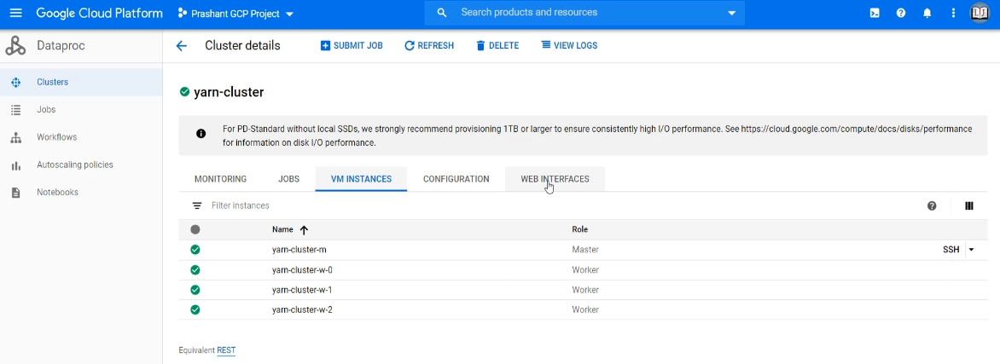 Google Cloud Platform Prashant GCP Project Search products and resources
Dataproc Cluster details SUBMIT JOB REFRESH DELETE VIEW LOGS
Clusters
Jobs
Workflows
Autoscaling policies
Notebooks
yarn-cluster
For PD-Standard without local SSDs, we strongly recommend provisioning 1TB or larger to ensure consistently high I/O performance. See https://cloud.google.com/compute/docs/disks/performance
for information on disk I/O performance.
MONITORING JOBS VM INSTANCES CONFIGURATION WEB INTERFACES
Filter instances
Name Role
yarn-cluster-m Master SSH
yarn-cluster-w-0 Worker
yarn-cluster-w-1 Worker
yarn-cluster-w-2 Worker
Equivalent REST